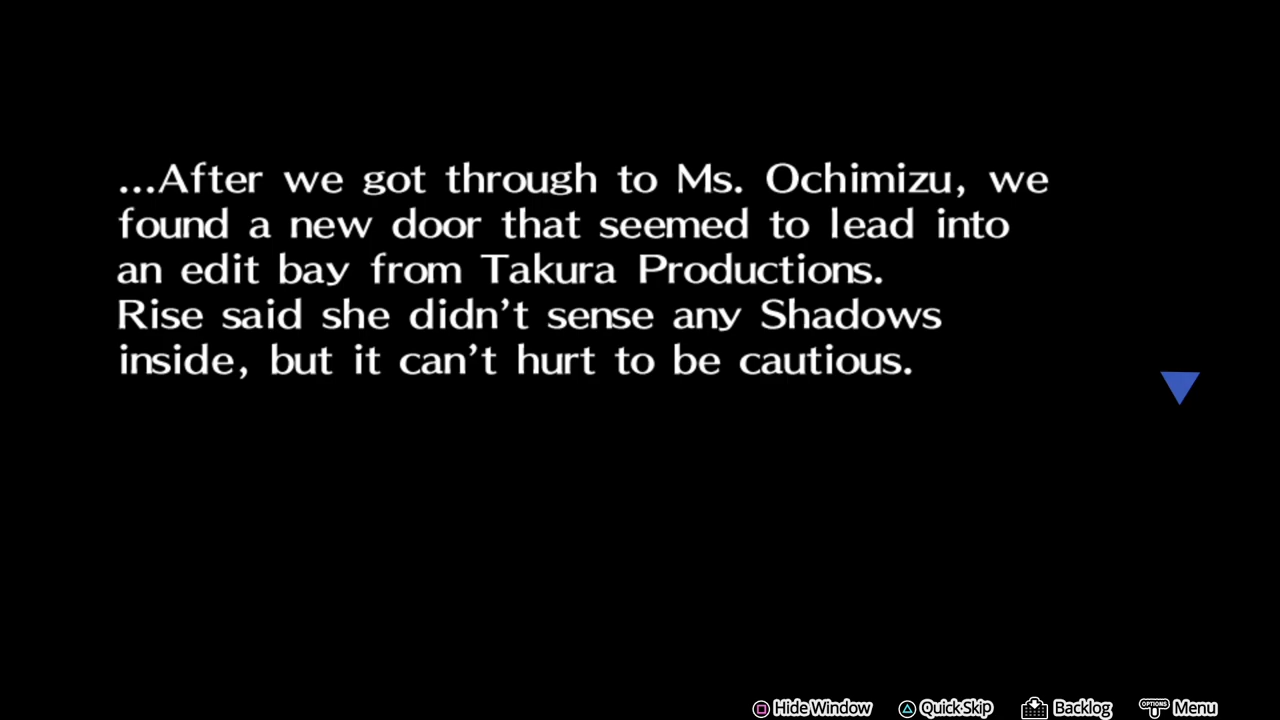 ...After we got through to Ms. Ochimizu, we
found a new door that seemed to lead into
an edit bay from Takura Productions.
Rise said she didn't sense any Shadows
inside, but it can't hurt to be cautious.
Hide Window Quick Skip Backlog OPTIONS Menu